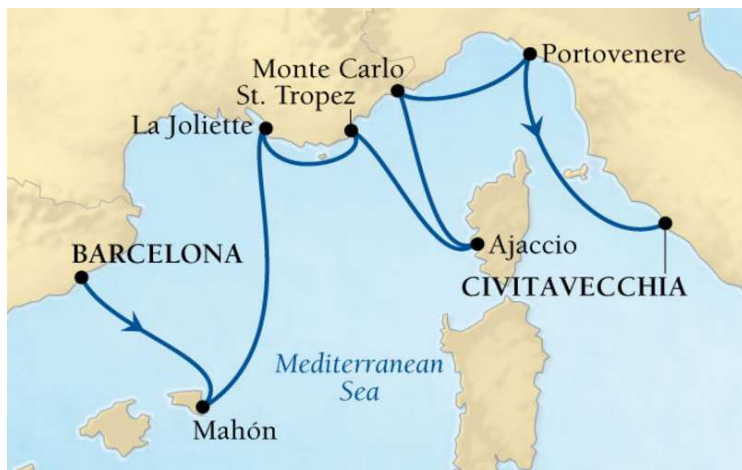 Portovenere
Monte Carlo
St. Tropez
La Joliette
BARCELONA
Ajaccio
CIVITAVECCHIA
Mediterranean
Sea
Mahón